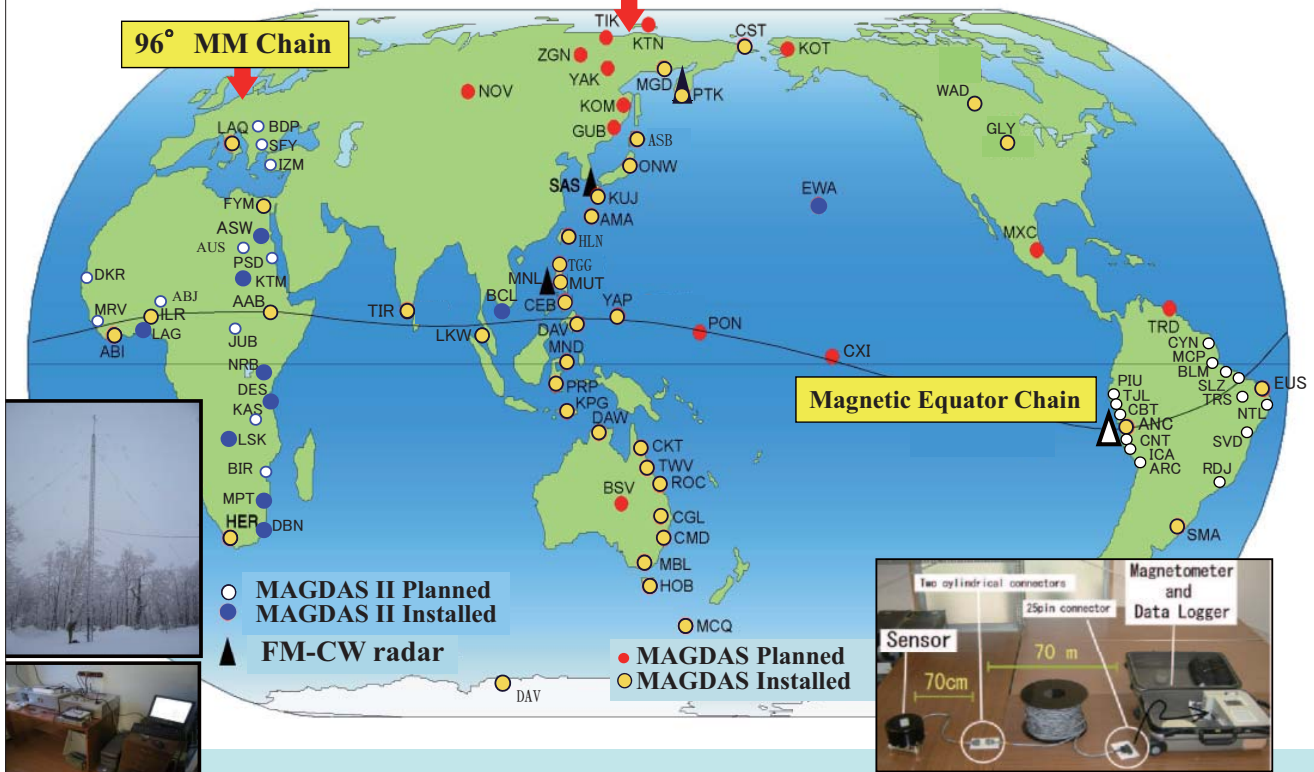 96° MM Chain
TIK
KTN
CST
KOT
ZGN
YAK
MGD
PTK
NOV
KOM
GUB
WAD
GLY
LAQ
BDP
SFY
IZM
ASB
ONW
SAS
KUJ
EWA
FYM
AMA
ASW
HLN
MXC
AUS
PSD
TGG
DKR
KTM
MNL
MUT
ABJ
MRV
ILR
AAB
TIR
BCL
CEB
YAP
TRD
LAG
ABI
JUB
LKW
DAV
PON
CYN
MCP
CXI
BLM
NRB
MND
SLZ
EUS
DES
PRP
PIU
TJL
TRS
NTL
KAS
KPG
Magnetic Equator Chain
CBT
ANC
DAW
LSK
CNT
SVD
CKT
ICA
ARC
BIR
TWV
ROC
RDJ
MPT
BSV
HER
DBN
CGL
CMD
SMA
MBL
HOB
MCQ
DAV
MAGDAS II Planned
MAGDAS II Installed
FM-CW radar
MAGDAS Planned
MAGDAS Installed
Two cylindrical connectors
25pin connector
Magnetometer
and
Data Logger
Sensor
70 m
70cm